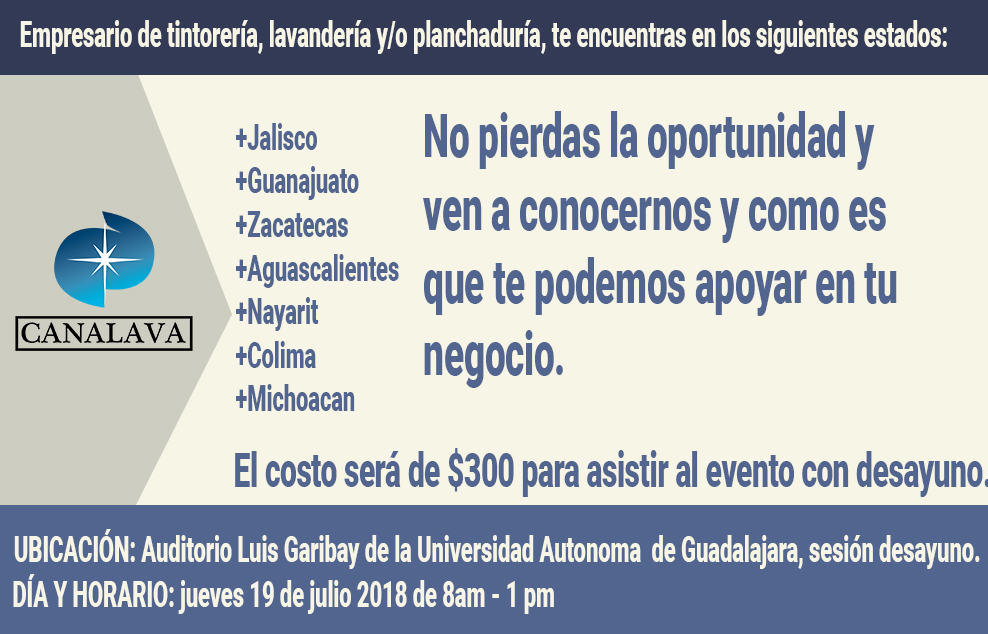 Empresario de tintorería, lavandería y/o planchaduría, te encuentras en los siguientes estados:
CANALAVA
+Jalisco
+Guanajuato
+Zacatecas
+Aguascalientes
+Nayarit
+Colima
+Michoacan
No pierdas la oportunidad y
ven a conocernos y como es
que te podemos apoyar en tu
negocio.
El costo será de $300 para asistir al evento con desayuno.
UBICACIÓN: Auditorio Luis Garibay de la Universidad Autonoma de Guadalajara, sesión desayuno.
DÍA Y HORARIO: jueves 19 de julio 2018 de 8am - 1 pm